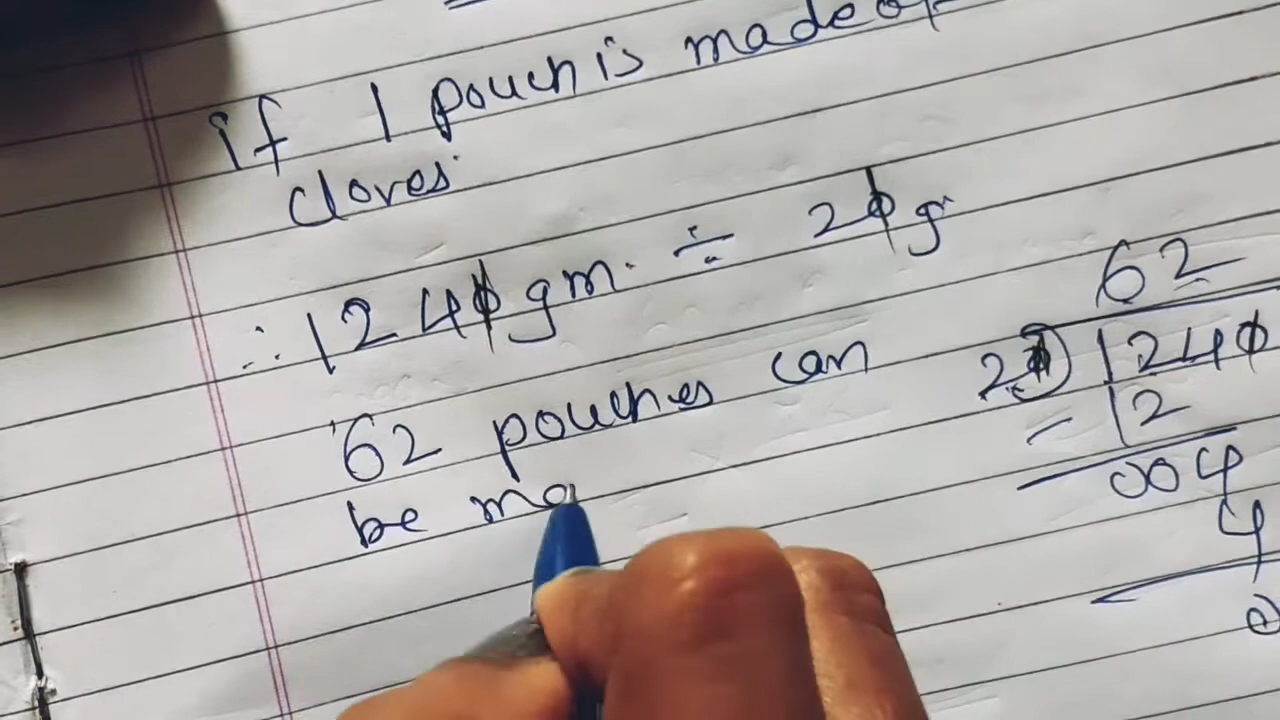 if 1 pouch is made of
cloves
∴ 1240 gm. ÷ 20 g
62 pouches can
be ma
62
20) 1240
- 12
004
4
0